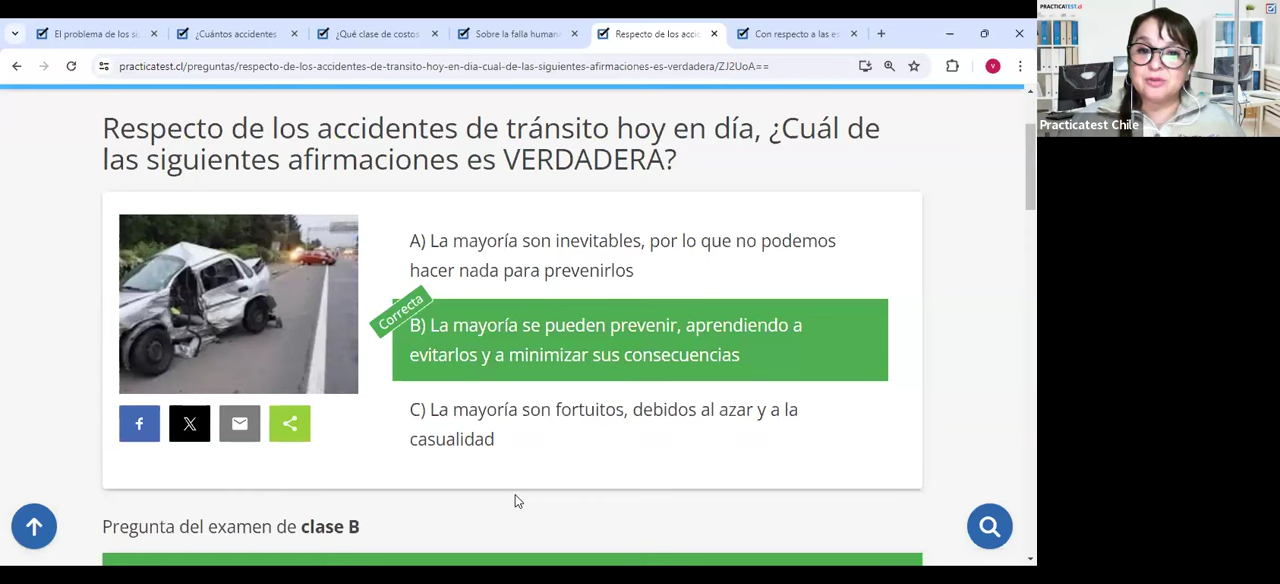 El problema de los si
¿Cuántos accidentes
¿Qué clase de costos
Sobre la falla human
Respecto de los acci
Con respecto a las e
practicatest.cl/preguntas/respecto-de-los-accidentes-de-transito-hoy-en-dia-cual-de-las-siguientes-afirmaciones-es-verdadera/ZJ2UoA==
V
PRACTICATEST.cl
Practicatest Chile
Respecto de los accidentes de tránsito hoy en día, ¿Cuál de
las siguientes afirmaciones es VERDADERA?
A) La mayoría son inevitables, por lo que no podemos
hacer nada para prevenirlos
Correcta
B) La mayoría se pueden prevenir, aprendiendo a
evitarlos y a minimizar sus consecuencias
C) La mayoría son fortuitos, debidos al azar y a la
casualidad
Pregunta del examen de clase B